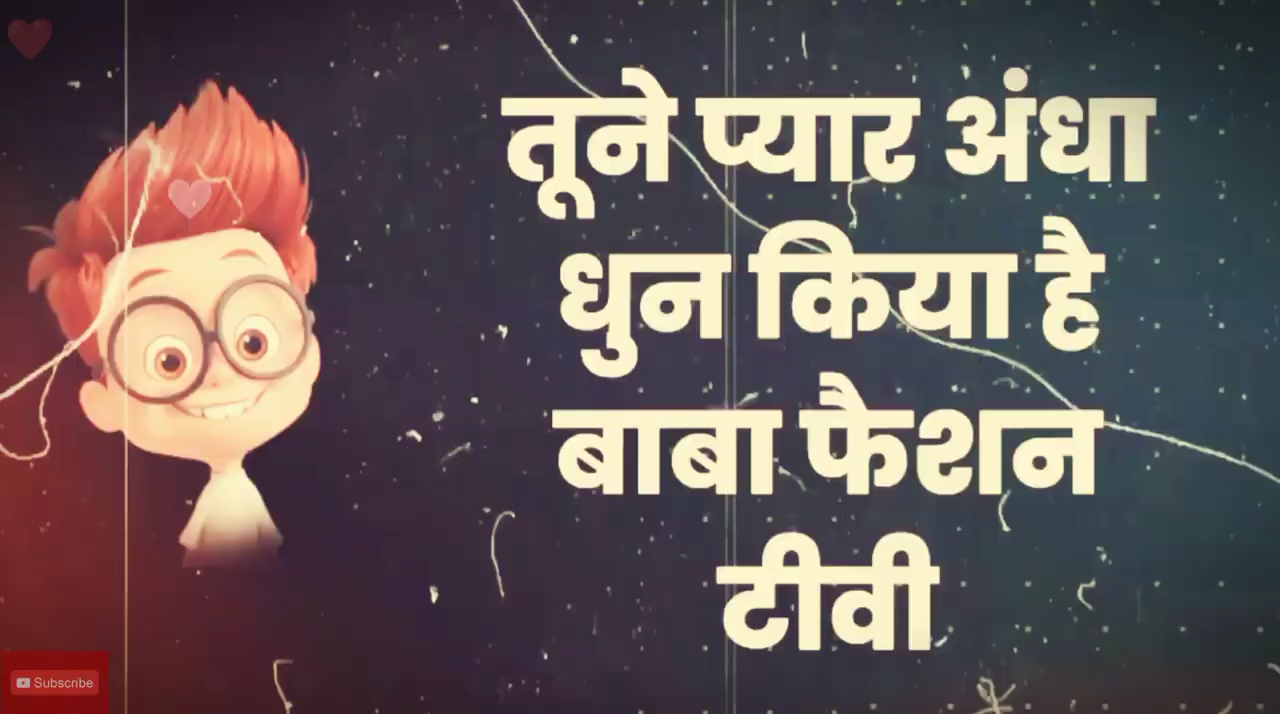 तूने प्यार अंधा
धुन किया है
बाबा फैशन
टीवी
Subscribe